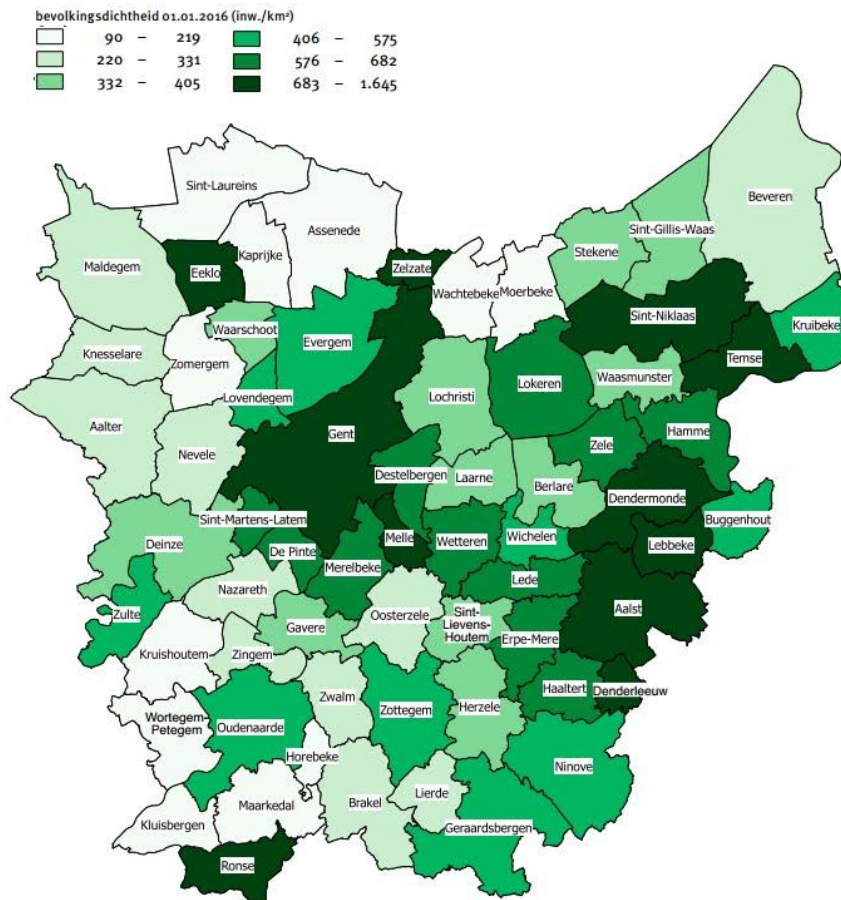 bevolkingsdichtheid 01.01.2016 (inw./km²)
90 – 219
406 – 575
220 – 331
576 – 682
332 – 405
683 – 1.645
Sint-Laureins
Beveren
Assenede
Sint-Gillis-Waas
Stekene
Kaprijke
Maldegem
Eeklo
Zelzate
Wachtebeke
Moerbeke
Sint-Niklaas
Kruibeke
Waarschoot
Evergem
Knesselare
Zomergem
Temse
Waasmunster
Lokeren
Lovendegem
Lochristi
Aalter
Gent
Hamme
Zele
Nevele
Destelbergen
Laarne
Berlare
Dendermonde
Sint-Martens-Latem
Buggenhout
Deinze
Melle
Wetteren
Wichelen
Lebbeke
De Pinte
Merelbeke
Lede
Nazareth
Aalst
Zulte
Oosterzele
Sint-
Lievens-
Houtem
Gavere
Erpe-Mere
Kruishoutem
Zingem
Haaltert
Denderleeuw
Zwalm
Wortegem-
Petegem
Oudenaarde
Zottegem
Herzele
Horebeke
Ninove
Maarkedal
Brakel
Lierde
Kluisbergen
Geraardsbergen
Ronse